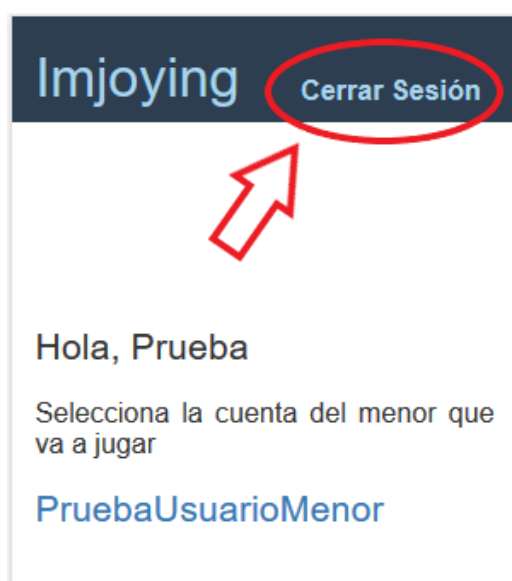 Imjoying
Cerrar Sesión
Hola, Prueba
Selecciona la cuenta del menor que
va a jugar
PruebaUsuarioMenor